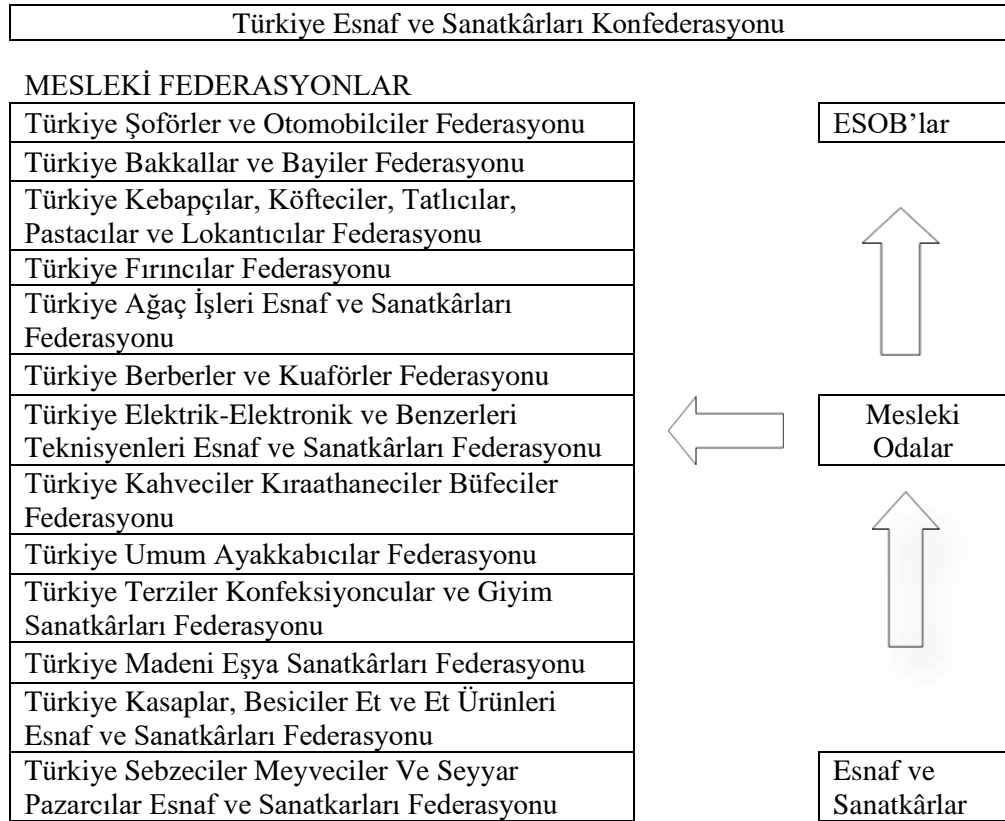 Türkiye Esnaf ve Sanatkârları Konfederasyonu
MESLEKİ FEDERASYONLAR
Türkiye Şoförler ve Otomobilciler Federasyonu
ESOB’lar
Türkiye Bakkallar ve Bayiler Federasyonu
Türkiye Kebapçılar, Köfteciler, Tatlıcılar,
Pastacılar ve Lokantıcılar Federasyonu
Türkiye Fırıncılar Federasyonu
Türkiye Ağaç İşleri Esnaf ve Sanatkârları
Federasyonu
Türkiye Berberler ve Kuaförler Federasyonu
Türkiye Elektrik-Elektronik ve Benzerleri
Teknisyenleri Esnaf ve Sanatkârları Federasyonu
Mesleki
Odalar
Türkiye Kahveciler Kıraathaneciler Büfeciler
Federasyonu
Türkiye Umum Ayakkabıcılar Federasyonu
Türkiye Terziler Konfeksiyoncular ve Giyim
Sanatkârları Federasyonu
Türkiye Madeni Eşya Sanatkârları Federasyonu
Türkiye Kasaplar, Besiciler Et ve Et Ürünleri
Esnaf ve Sanatkârları Federasyonu
Türkiye Sebzeciler Meyveciler Ve Seyyar
Pazarcılar Esnaf ve Sanatkarları Federasyonu
Esnaf ve
Sanatkârlar